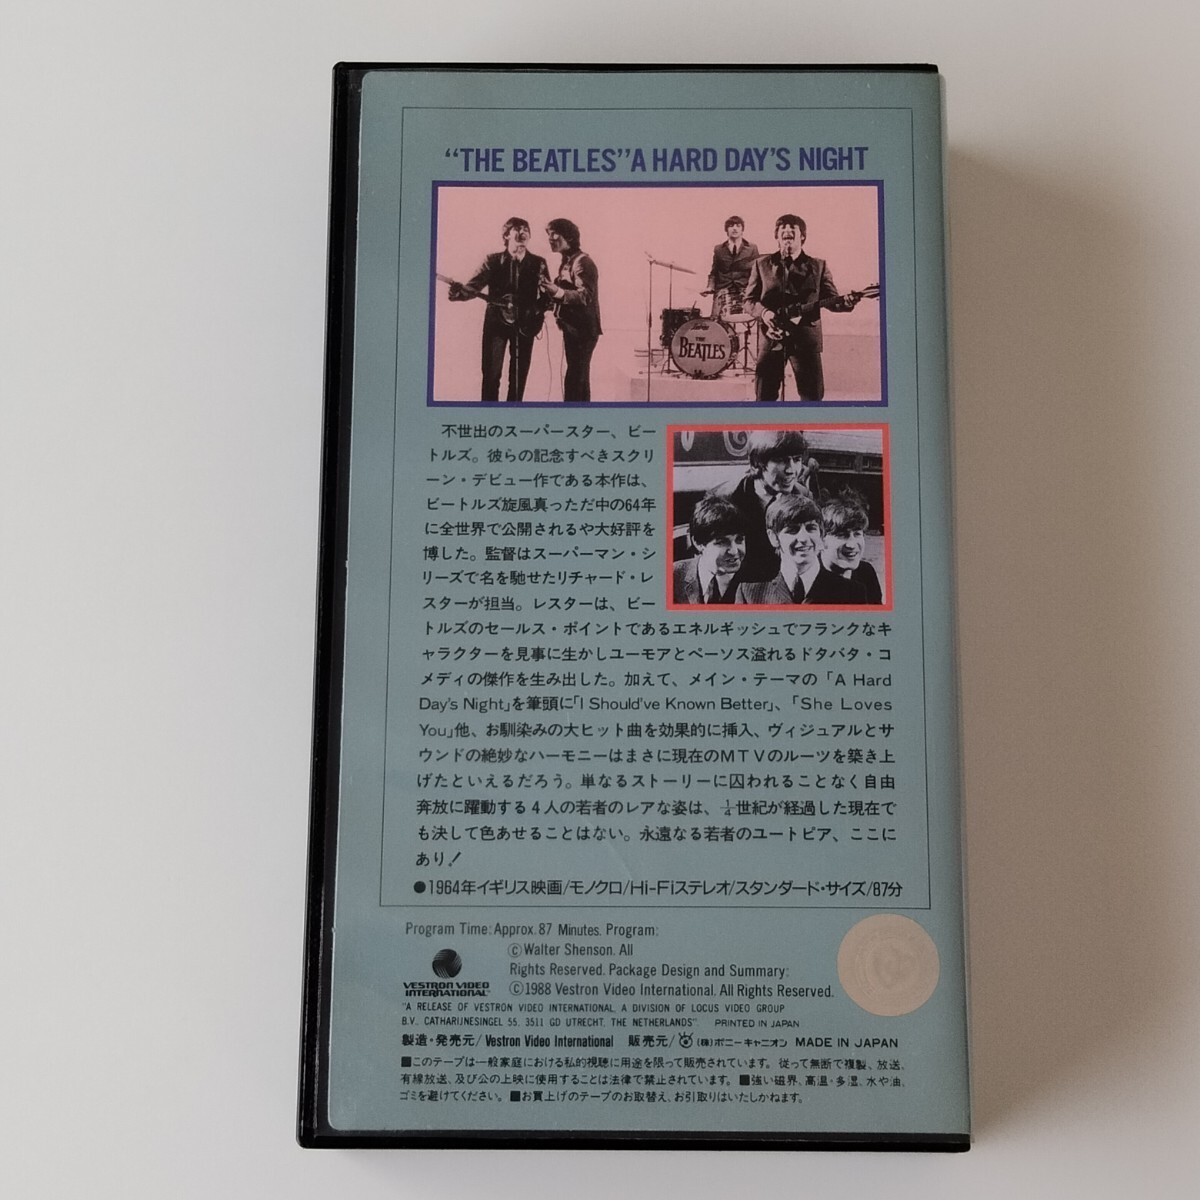 “THE BEATLES” A HARD DAY'S NIGHT
THE
BEATLES
不世出のスーパースター、ビー
トルズ。彼らの記念すべきスクリ
ーン・デビュー作である本作は、
ビートルズ旋風真っただ中の64年
に全世界で公開されるや大好評を
博した。監督はスーパーマン・シ
リーズで名を馳せたリチャード・レ
スターが担当。レスターは、ビー
トルズのセールス・ポイントであるエネルギッシュでフランクなキ
ャラクターを見事に生かしユーモアとペーソス溢れるドタバタ・コ
メディの傑作を生み出した。加えて、メイン・テーマの「A Hard
Day's Night」を筆頭に「I Should've Known Better」、「She Loves
You」他、お馴染みの大ヒット曲を効果的に挿入、ヴィジュアルとサ
ウンドの絶妙なハーモニーはまさに現在のMTVのルーツを築き上
げたといえるだろう。単なるストーリーに囚われることなく自由
奔放に躍動する4人の若者のレアな姿は、¼世紀が経過した現在で
も決して色あせることはない。永遠なる若者のユートピア、ここに
あり!
●1964年イギリス映画/モノクロ/Hi-Fiステレオ/スタンダード・サイズ/87分
Program Time: Approx. 87 Minutes. Program:
©Walter Shenson. All
Rights Reserved. Package Design and Summary:
©1988 Vestron Video International. All Rights Reserved.
VESTRON VIDEO
INTERNATIONAL
"A RELEASE OF VESTRON VIDEO INTERNATIONAL, A DIVISION OF LOCUS VIDEO GROUP
B.V., CATHARIJNESINGEL 55, 3511 GD UTRECHT, THE NETHERLANDS". PRINTED IN JAPAN
製造・発売元/Vestron Video International 販売元/(株)ポニーキャニオン MADE IN JAPAN
■このテープは一般家庭における私的視聴に用途を限って販売されています。従って無断で複製、放送、
有線放送、及び公の上映に使用することは法律で禁止されています。■強い磁界、高温・多湿、水や油、
ゴミを避けてください。■お買上げのテープのお取替え、お引取りはいたしかねます。